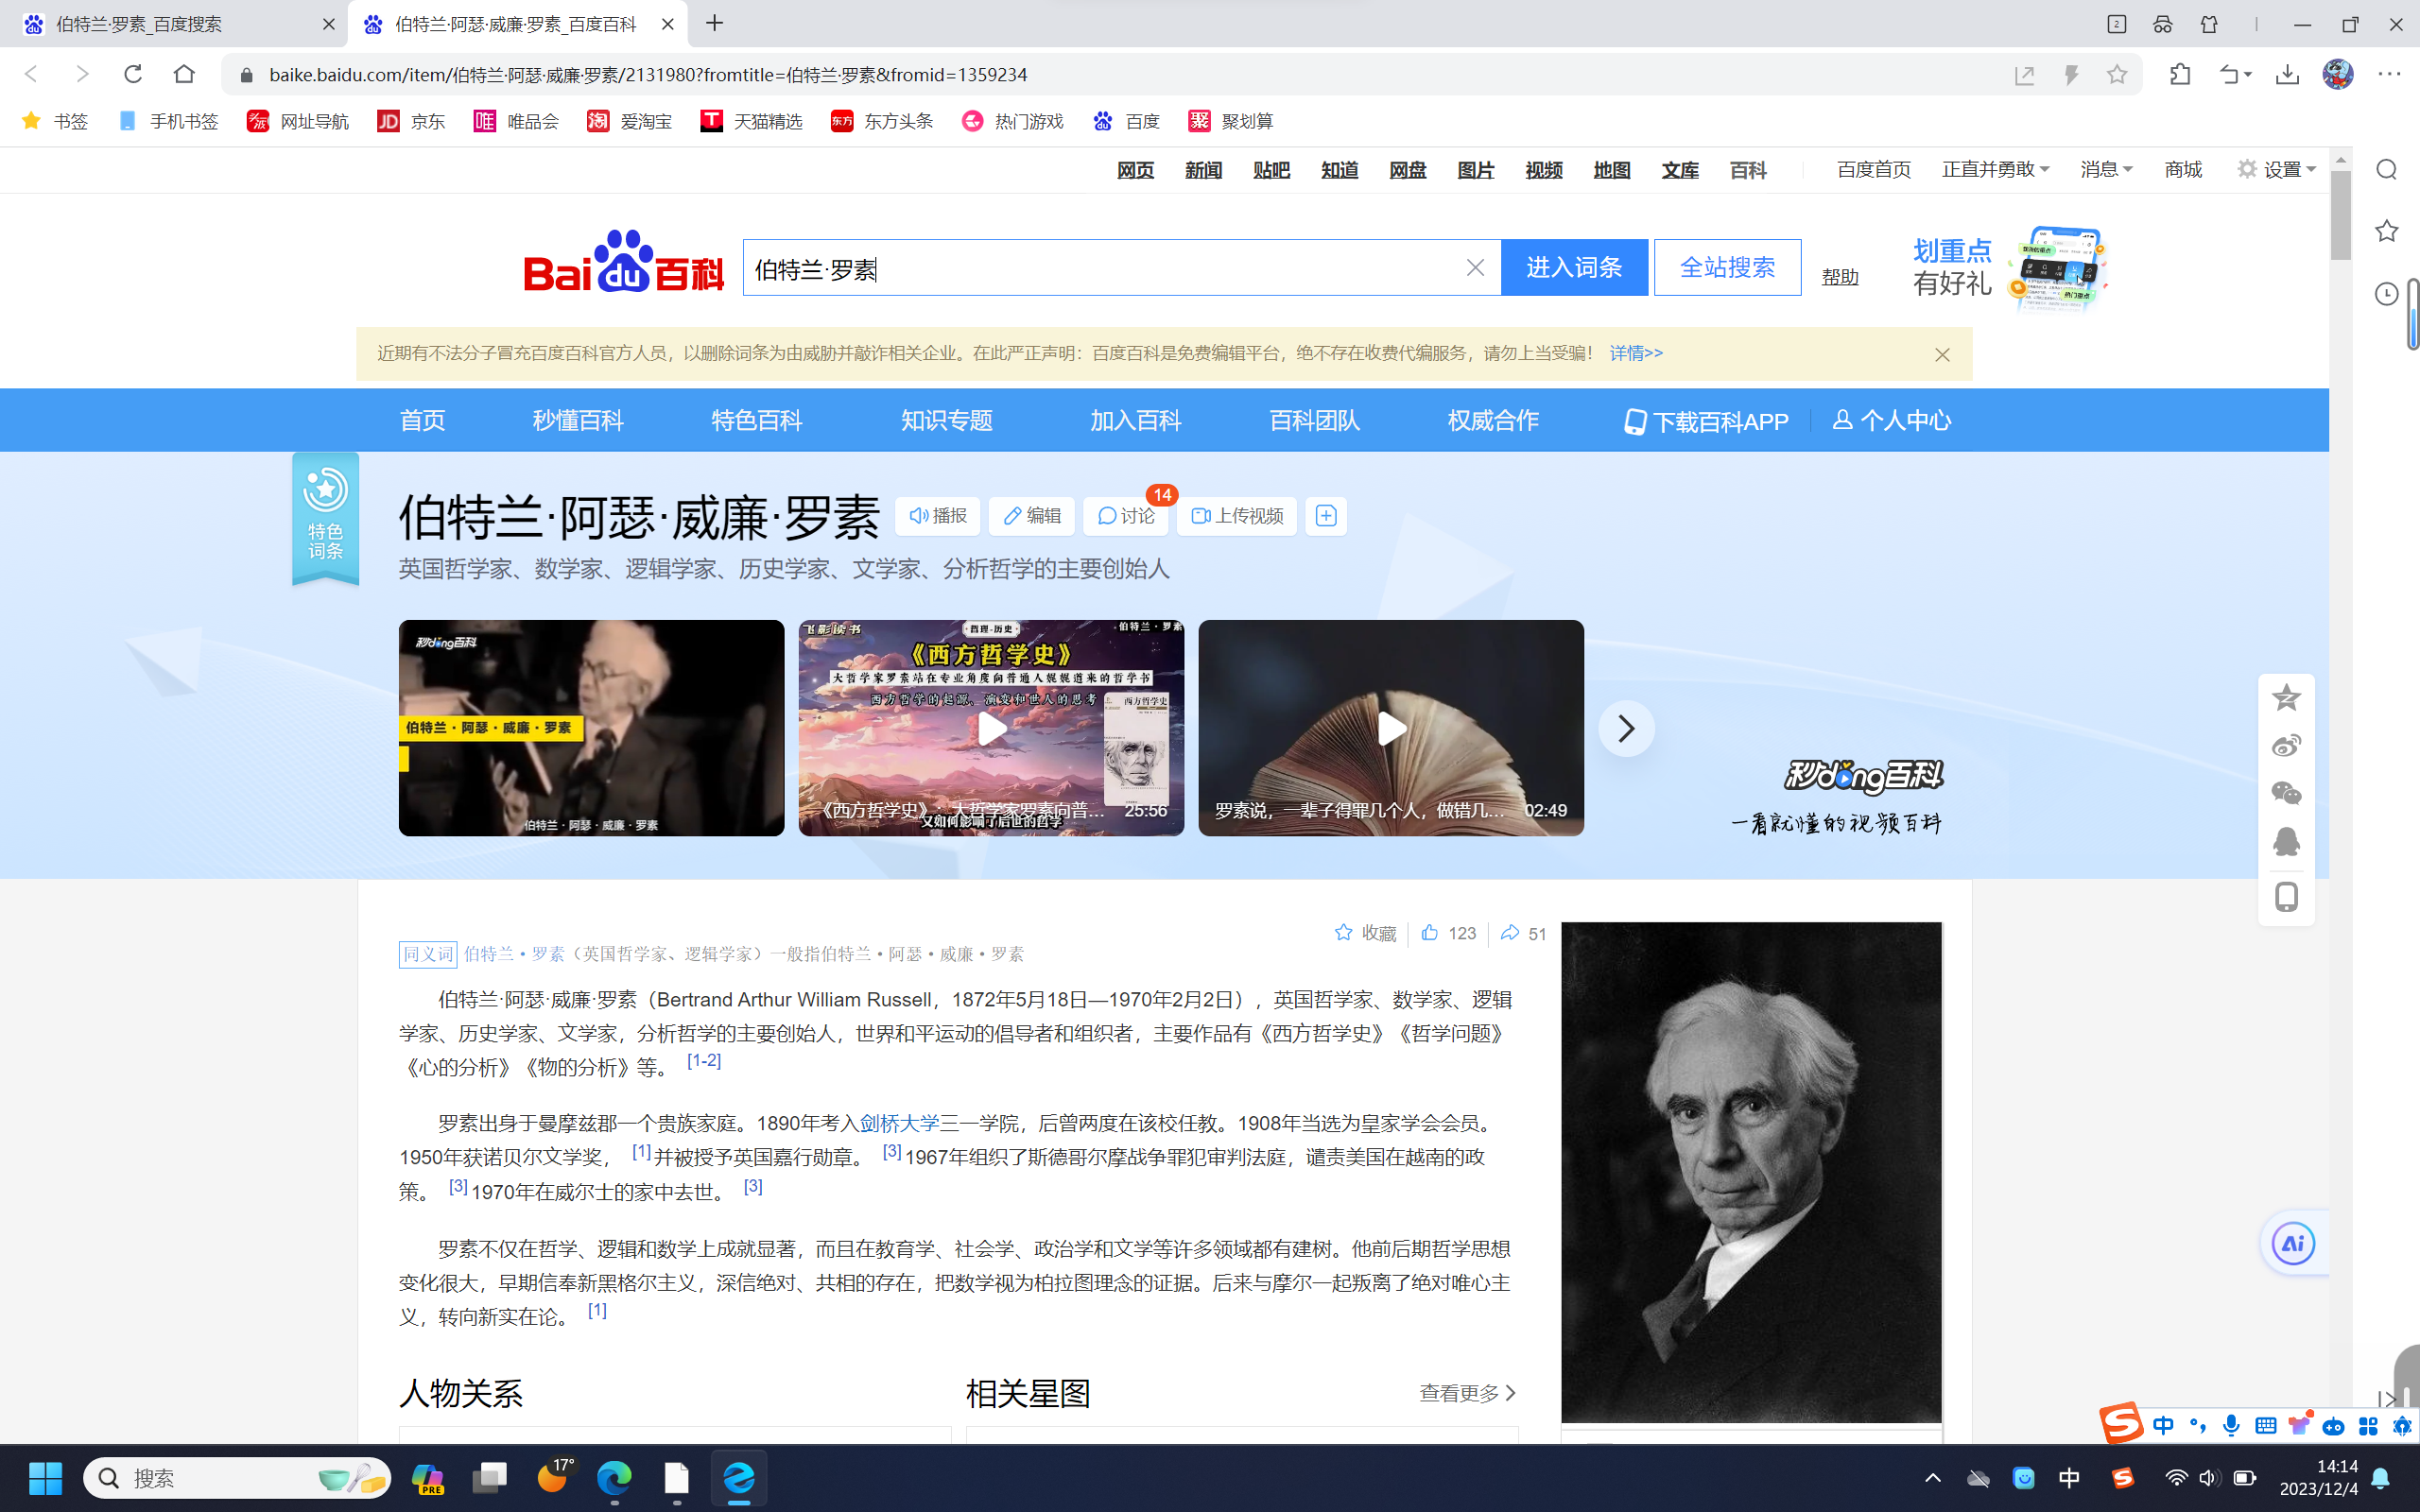 伯特兰·罗素_百度搜索
伯特兰·阿瑟·威廉·罗素_百度百科
baike.baidu.com/item/伯特兰·阿瑟·威廉·罗素/2131980?fromtitle=伯特兰·罗素&fromid=1359234
书签 手机书签 网址导航 JD 京东 唯 唯品会 淘 爱淘宝 T 天猫精选 东方 东方头条 热门游戏 百度 聚 聚划算
网页 新闻 贴吧 知道 网盘 图片 视频 地图 文库 百科 百度首页 正直并勇敢 消息 商城 设置
Bai du 百科
伯特兰·罗素
进入词条 全站搜索 帮助
划重点
有好礼
近期有不法分子冒充百度百科官方人员，以删除词条为由威胁并敲诈相关企业。在此严正声明：百度百科是免费编辑平台，绝不存在收费代编服务，请勿上当受骗！ 详情>>
首页 秒懂百科 特色百科 知识专题 加入百科 百科团队 权威合作 下载百科APP 个人中心
特色
词条
伯特兰·阿瑟·威廉·罗素 播报 编辑 讨论 14 上传视频
英国哲学家、数学家、逻辑学家、历史学家、文学家、分析哲学的主要创始人
秒dong百科
伯特兰·阿瑟·威廉·罗素
伯特兰·阿瑟·威廉·罗素
飞影读书 ·哲理·历史· ·伯特兰·罗素
《西方哲学史》
大哲学家罗素站在专业角度向普通人娓娓道来的哲学书
西方哲学的起源、演变和世人的思考
西方哲学史
《西方哲学史》：大哲学家罗素向普... 25:56
又如何影响了后世的哲学
罗素说，一辈子得罪几个人，做错几... 02:49
秒dong百科
一看就懂的视频百科
收藏 123 51
同义词 伯特兰·罗素（英国哲学家、逻辑学家）一般指伯特兰·阿瑟·威廉·罗素
伯特兰·阿瑟·威廉·罗素（Bertrand Arthur William Russell，1872年5月18日—1970年2月2日），英国哲学家、数学家、逻辑
学家、历史学家、文学家，分析哲学的主要创始人，世界和平运动的倡导者和组织者，主要作品有《西方哲学史》《哲学问题》
《心的分析》《物的分析》等。 [1-2]
罗素出身于曼摩兹郡一个贵族家庭。1890年考入剑桥大学三一学院，后曾两度在该校任教。1908年当选为皇家学会会员。
1950年获诺贝尔文学奖， [1] 并被授予英国嘉行勋章。 [3] 1967年组织了斯德哥尔摩战争罪犯审判法庭，谴责美国在越南的政
策。 [3] 1970年在威尔士的家中去世。 [3]
罗素不仅在哲学、逻辑和数学上成就显著，而且在教育学、社会学、政治学和文学等许多领域都有建树。他前后期哲学思想
变化很大，早期信奉新黑格尔主义，深信绝对、共相的存在，把数学视为柏拉图理念的证据。后来与摩尔一起叛离了绝对唯心主
义，转向新实在论。 [1]
人物关系 相关星图 查看更多
Ai
S 中
搜索 PRE 17° 中 S 14:14
2023/12/4